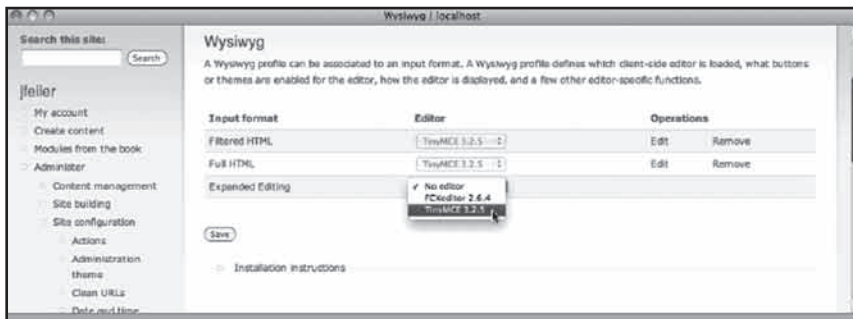 Wysiwyg | localhost
Search this site:
Search
jfeiler
My account
Create content
Modules from the book
Administer
Content management
Site building
Site configuration
Actions
Administration
theme
Clean URLs
Date and time
Wysiwyg
A Wysiwyg profile can be associated to an input format. A Wysiwyg profile defines which client-side editor is loaded, what buttons
or themes are enabled for the editor, how the editor is displayed, and a few other editor-specific functions.
Input format Editor Operations
Filtered HTML TinyMCE 3.2.5 Edit Remove
Full HTML TinyMCE 3.2.5 Edit Remove
Expanded Editing ✓ No editor
FCKeditor 2.6.4
TinyMCE 3.2.5
Save
Installation instructions